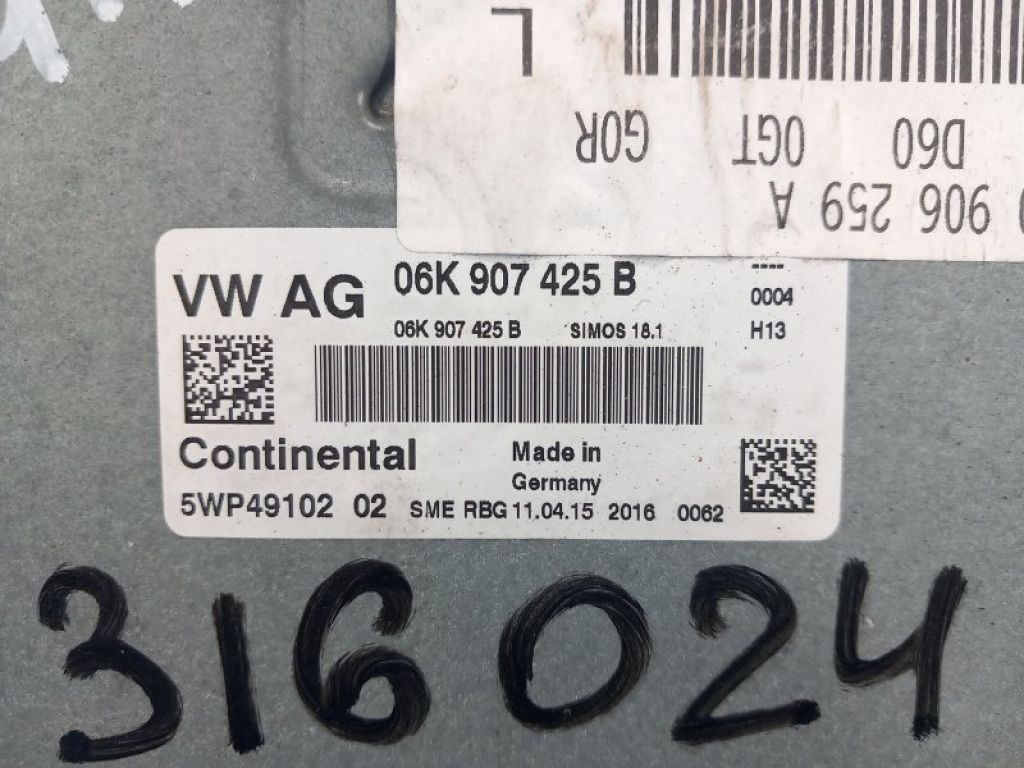 L
G0R 0GT D60
906 259 A
VW AG 06K 907 425 B ----
0004
06K 907 425 B SIMOS 18.1 H13
Continental Made in
Germany
5WP49102 02 SME RBG 11.04.15 2016 0062
316024